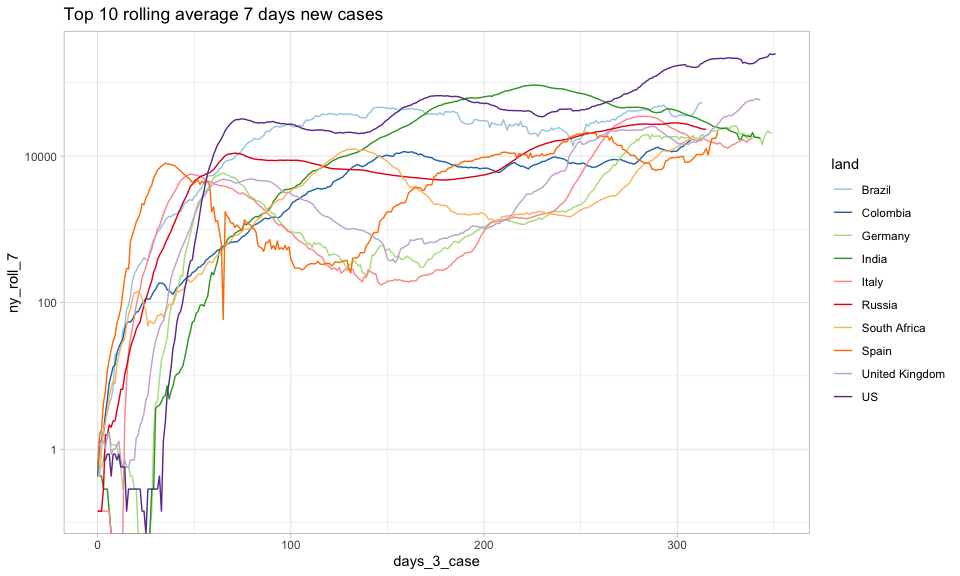 Top 10 rolling average 7 days new cases
ny_roll_7
10000
100
1
0
100
200
300
days_3_case
land
Brazil
Colombia
Germany
India
Italy
Russia
South Africa
Spain
United Kingdom
US